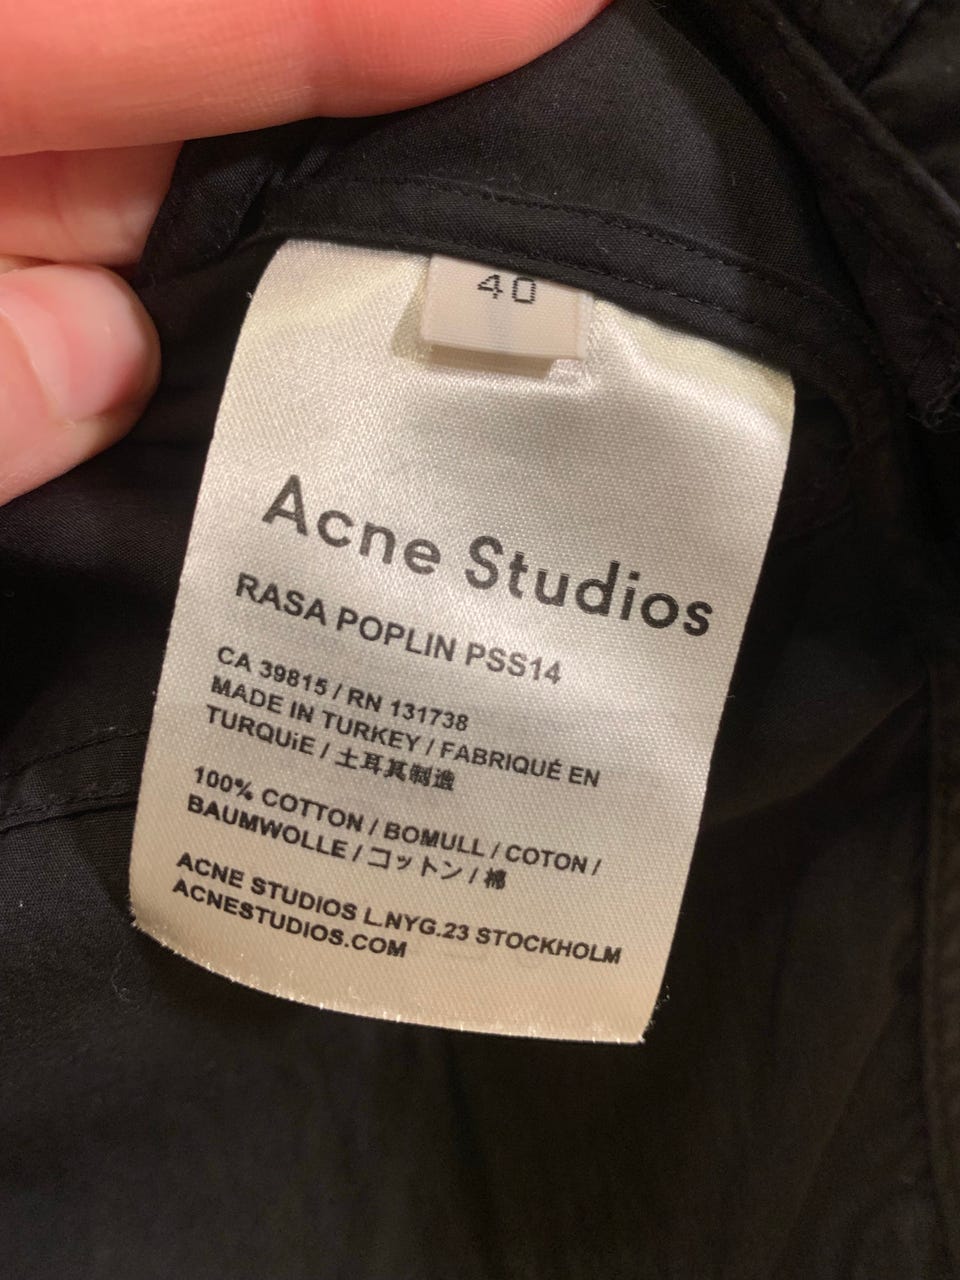 40
Acne Studios
RASA POPLIN PSS14
CA 39815 / RN 131738
MADE IN TURKEY / FABRIQUÉ EN
TURQUiE / 土耳其制造
100% COTTON / BOMULL / COTON /
BAUMWOLLE / コットン / 棉
ACNE STUDIOS L.NYG.23 STOCKHOLM
ACNESTUDIOS.COM